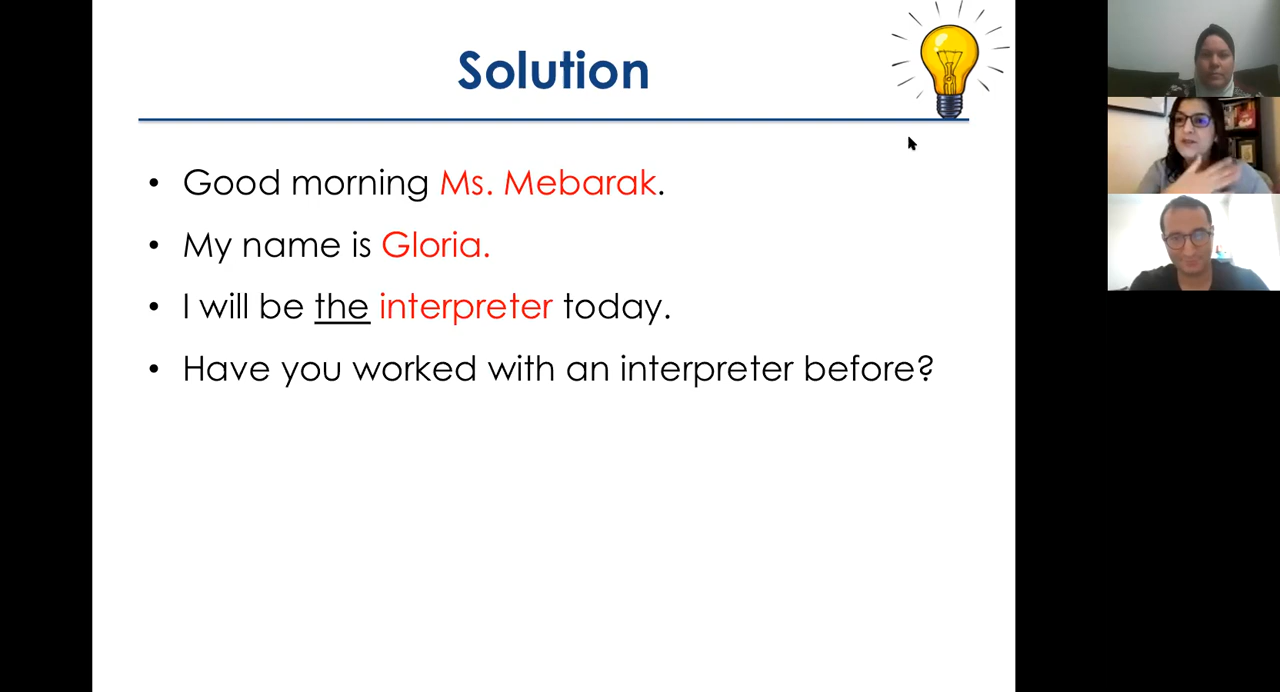 Solution
• Good morning Ms. Mebarak.
• My name is Gloria.
• I will be the interpreter today.
• Have you worked with an interpreter before?